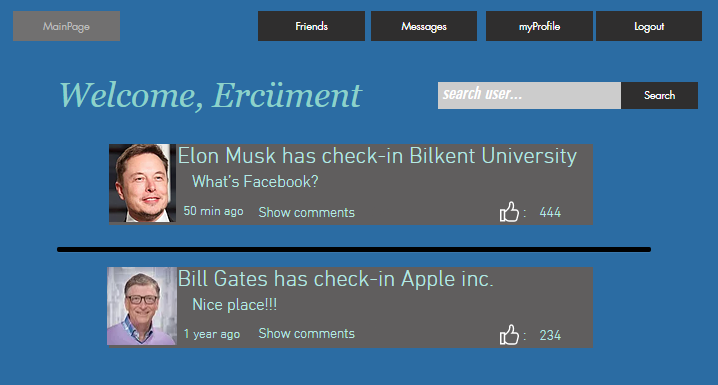 MainPage
Friends
Messages
myProfile
Logout
Welcome, Ercüment
search user...
Search
Elon Musk has check-in Bilkent University
What's Facebook?
50 min ago
Show comments
: 444
Bill Gates has check-in Apple inc.
Nice place!!!
1 year ago
Show comments
: 234